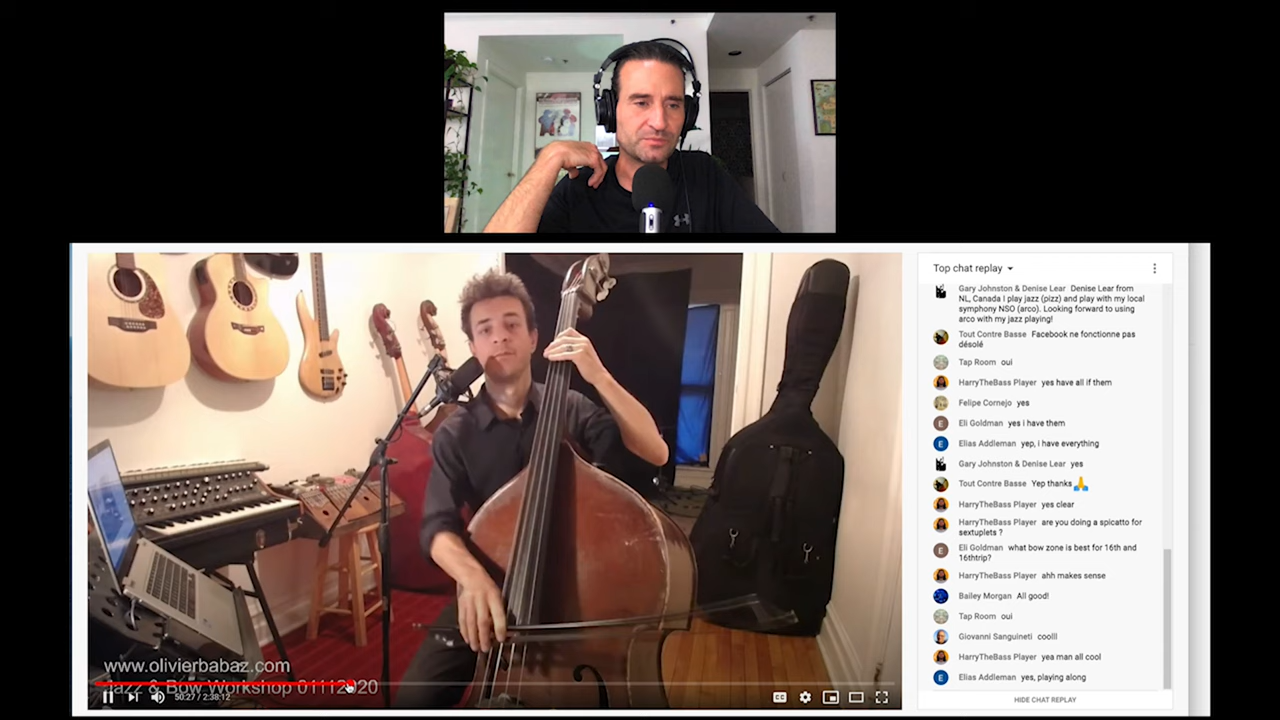 Top chat replay
Gary Johnston & Denise Lear Denise Lear from
NL, Canada I play jazz (pizz) and play with my local
symphony NSO (arco). Looking forward to using
arco with my jazz playing!
Tout Contre Basse Facebook ne fonctionne pas
désolé
Tap Room oui
HarryTheBass Player yes have all if them
Felipe Cornejo yes
Eli Goldman yes i have them
Elias Addleman yep, i have everything
Gary Johnston & Denise Lear yes
Tout Contre Basse Yep thanks 🙏
HarryTheBass Player yes clear
HarryTheBass Player are you doing a spicatto for
sextuplets ?
Eli Goldman what bow zone is best for 16th and
16thtrip?
HarryTheBass Player ahh makes sense
Bailey Morgan All good!
Tap Room oui
Giovanni Sanguineti coolll
HarryTheBass Player yea man all cool
Elias Addleman yes, playing along
HIDE CHAT REPLAY
www.olivierbabaz.com
Jazz & Bow Workshop 01112020
50:27 / 2:38:12
CC